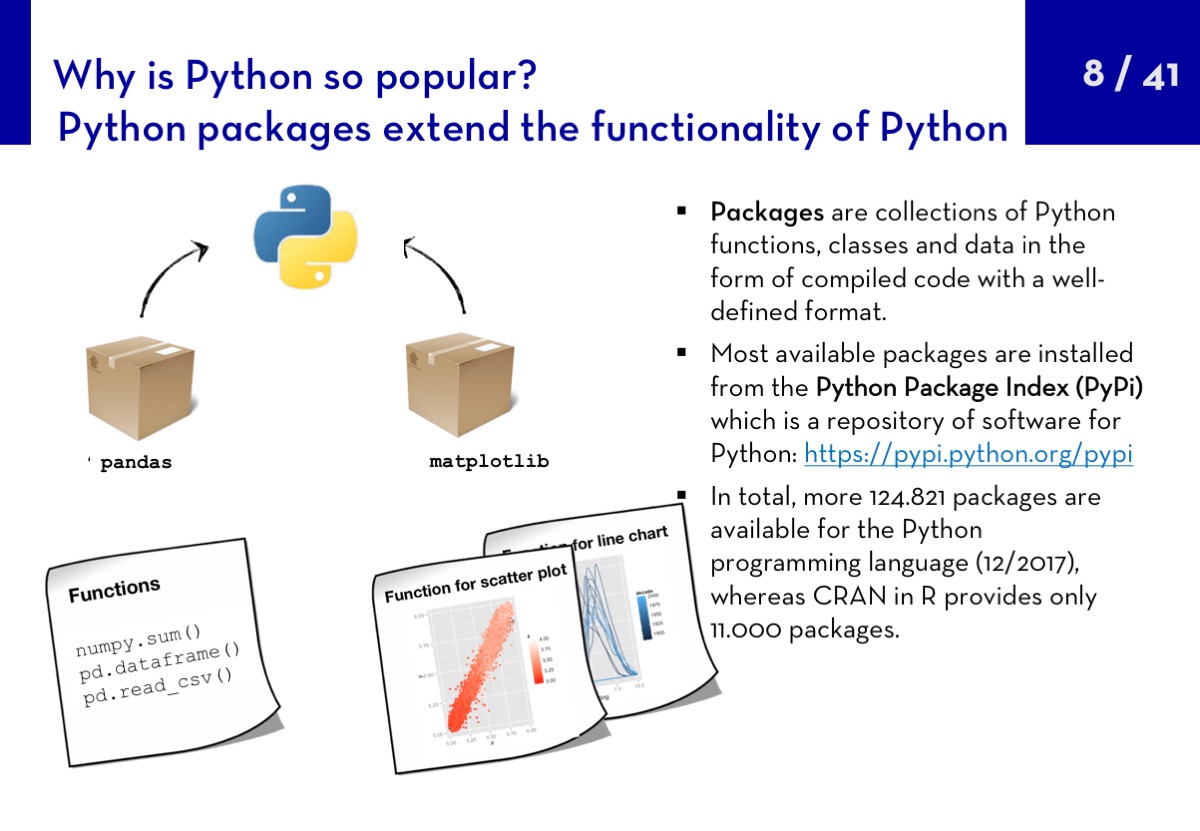 Why is Python so popular?
Python packages extend the functionality of Python
8 / 41
pandas
matplotlib
Functions
numpy.sum()
pd.dataframe()
pd.read_csv()
for line chart
Function for scatter plot
▪ Packages are collections of Python
functions, classes and data in the
form of compiled code with a well-
defined format.
▪ Most available packages are installed
from the Python Package Index (PyPi)
which is a repository of software for
Python: https://pypi.python.org/pypi
▪ In total, more 124.821 packages are
available for the Python
programming language (12/2017),
whereas CRAN in R provides only
11.000 packages.